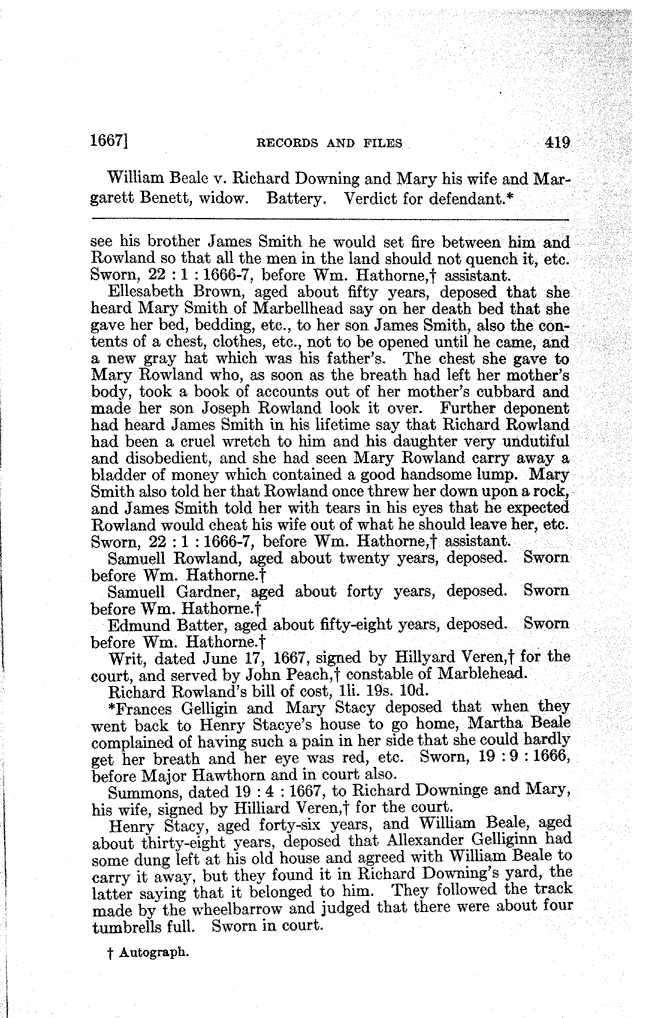 1667] RECORDS AND FILES 419
William Beale v. Richard Downing and Mary his wife and Mar-
garett Benett, widow. Battery. Verdict for defendant.*
see his brother James Smith he would set fire between him and
Rowland so that all the men in the land should not quench it, etc.
Sworn, 22 : 1 : 1666-7, before Wm. Hathorne,† assistant.
Ellesabeth Brown, aged about fifty years, deposed that she
heard Mary Smith of Marbellhead say on her death bed that she
gave her bed, bedding, etc., to her son James Smith, also the con-
tents of a chest, clothes, etc., not to be opened until he came, and
a new gray hat which was his father's. The chest she gave to
Mary Rowland who, as soon as the breath had left her mother's
body, took a book of accounts out of her mother's cubbard and
made her son Joseph Rowland look it over. Further deponent
had heard James Smith in his lifetime say that Richard Rowland
had been a cruel wretch to him and his daughter very undutiful
and disobedient, and she had seen Mary Rowland carry away a
bladder of money which contained a good handsome lump. Mary
Smith also told her that Rowland once threw her down upon a rock,
and James Smith told her with tears in his eyes that he expected
Rowland would cheat his wife out of what he should leave her, etc.
Sworn, 22 : 1 : 1666-7, before Wm. Hathorne,† assistant.
Samuell Rowland, aged about twenty years, deposed. Sworn
before Wm. Hathorne.†
Samuell Gardner, aged about forty years, deposed. Sworn
before Wm. Hathorne.†
Edmund Batter, aged about fifty-eight years, deposed. Sworn
before Wm. Hathorne.†
Writ, dated June 17, 1667, signed by Hillyard Veren,† for the
court, and served by John Peach,† constable of Marblehead.
Richard Rowland's bill of cost, 1li. 19s. 10d.
*Frances Gelligin and Mary Stacy deposed that when they
went back to Henry Stacye's house to go home, Martha Beale
complained of having such a pain in her side that she could hardly
get her breath and her eye was red, etc. Sworn, 19 : 9 : 1666,
before Major Hawthorn and in court also.
Summons, dated 19 : 4 : 1667, to Richard Downinge and Mary,
his wife, signed by Hilliard Veren,† for the court.
Henry Stacy, aged forty-six years, and William Beale, aged
about thirty-eight years, deposed that Allexander Gelliginn had
some dung left at his old house and agreed with William Beale to
carry it away, but they found it in Richard Downing's yard, the
latter saying that it belonged to him. They followed the track
made by the wheelbarrow and judged that there were about four
tumbrells full. Sworn in court.
† Autograph.